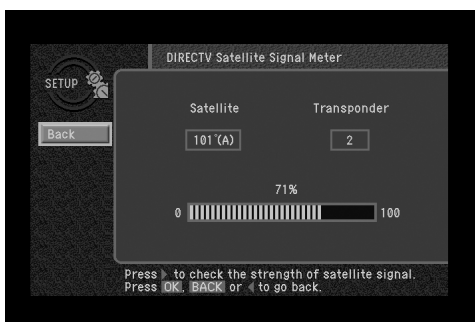 DIRECTV Satellite Signal Meter
SETUP
Back
Satellite Transponder
101°(A) 2
71%
0 100
Press ▶ to check the strength of satellite signal.
Press OK, BACK or ◀ to go back.